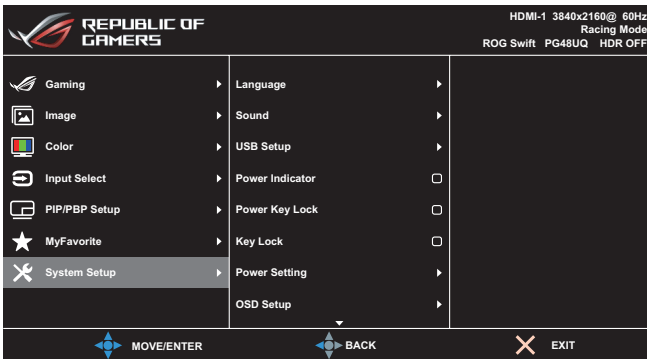 REPUBLIC OF
GAMERS
HDMI-1 3840x2160@ 60Hz
Racing Mode
ROG Swift PG48UQ HDR OFF
Gaming
Image
Color
Input Select
PIP/PBP Setup
MyFavorite
System Setup
Language
Sound
USB Setup
Power Indicator
Power Key Lock
Key Lock
Power Setting
OSD Setup
MOVE/ENTER
BACK
EXIT